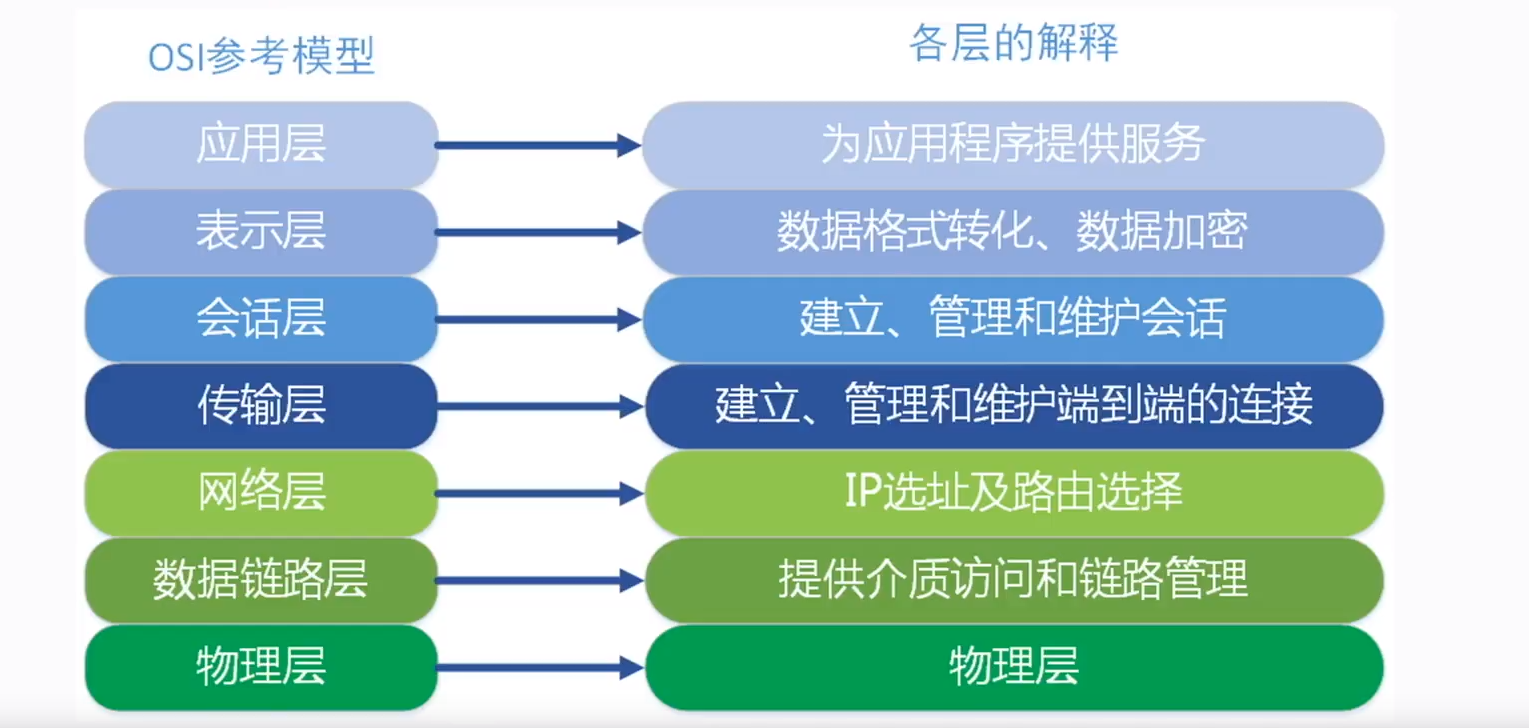 OSI参考模型
各层的解释
应用层
为应用程序提供服务
表示层
数据格式转化、数据加密
会话层
建立、管理和维护会话
传输层
建立、管理和维护端到端的连接
网络层
IP选址及路由选择
数据链路层
提供介质访问和链路管理
物理层
物理层